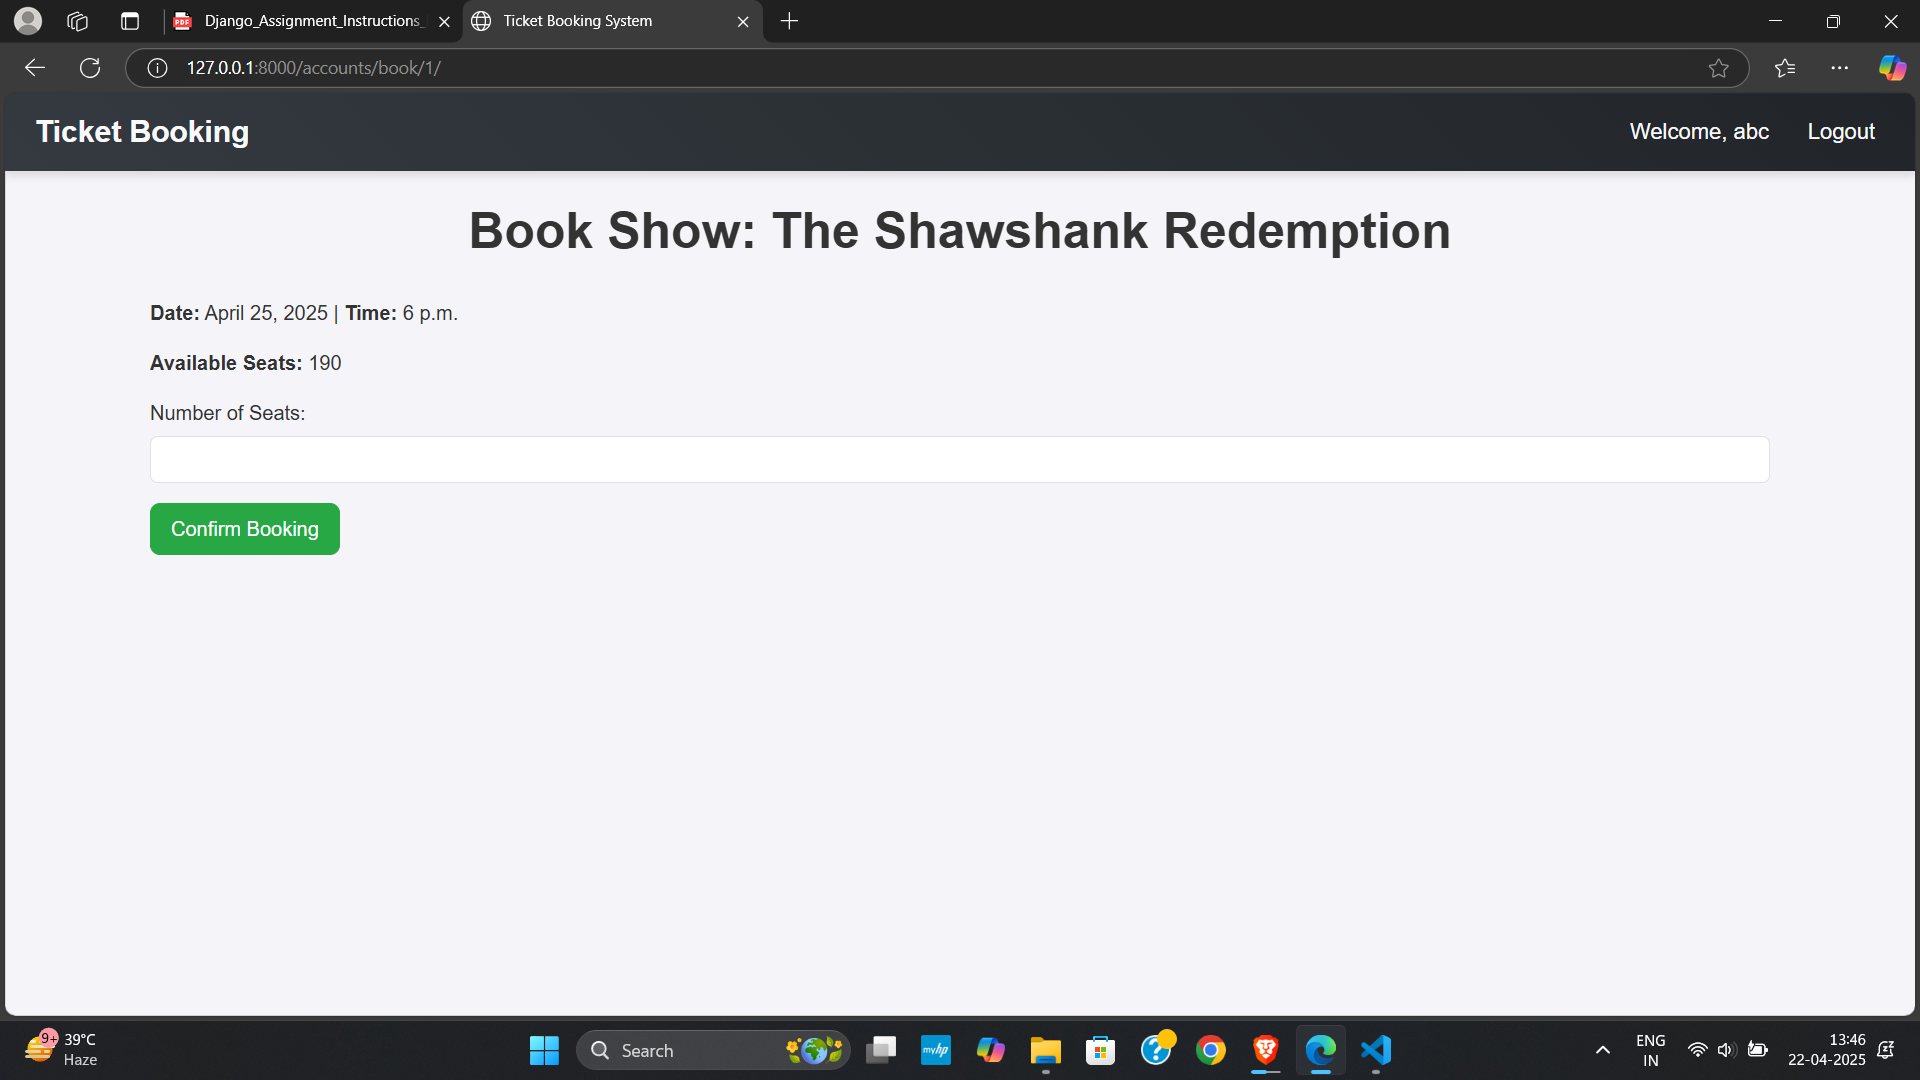 Django_Assignment_Instructions_
Ticket Booking System
127.0.0.1:8000/accounts/book/1/
Ticket Booking
Welcome, abc
Logout
Book Show: The Shawshank Redemption
Date: April 25, 2025 | Time: 6 p.m.
Available Seats: 190
Number of Seats:
Confirm Booking
9+
39°C
Haze
Search
myhp
ENG
IN
13:46
22-04-2025